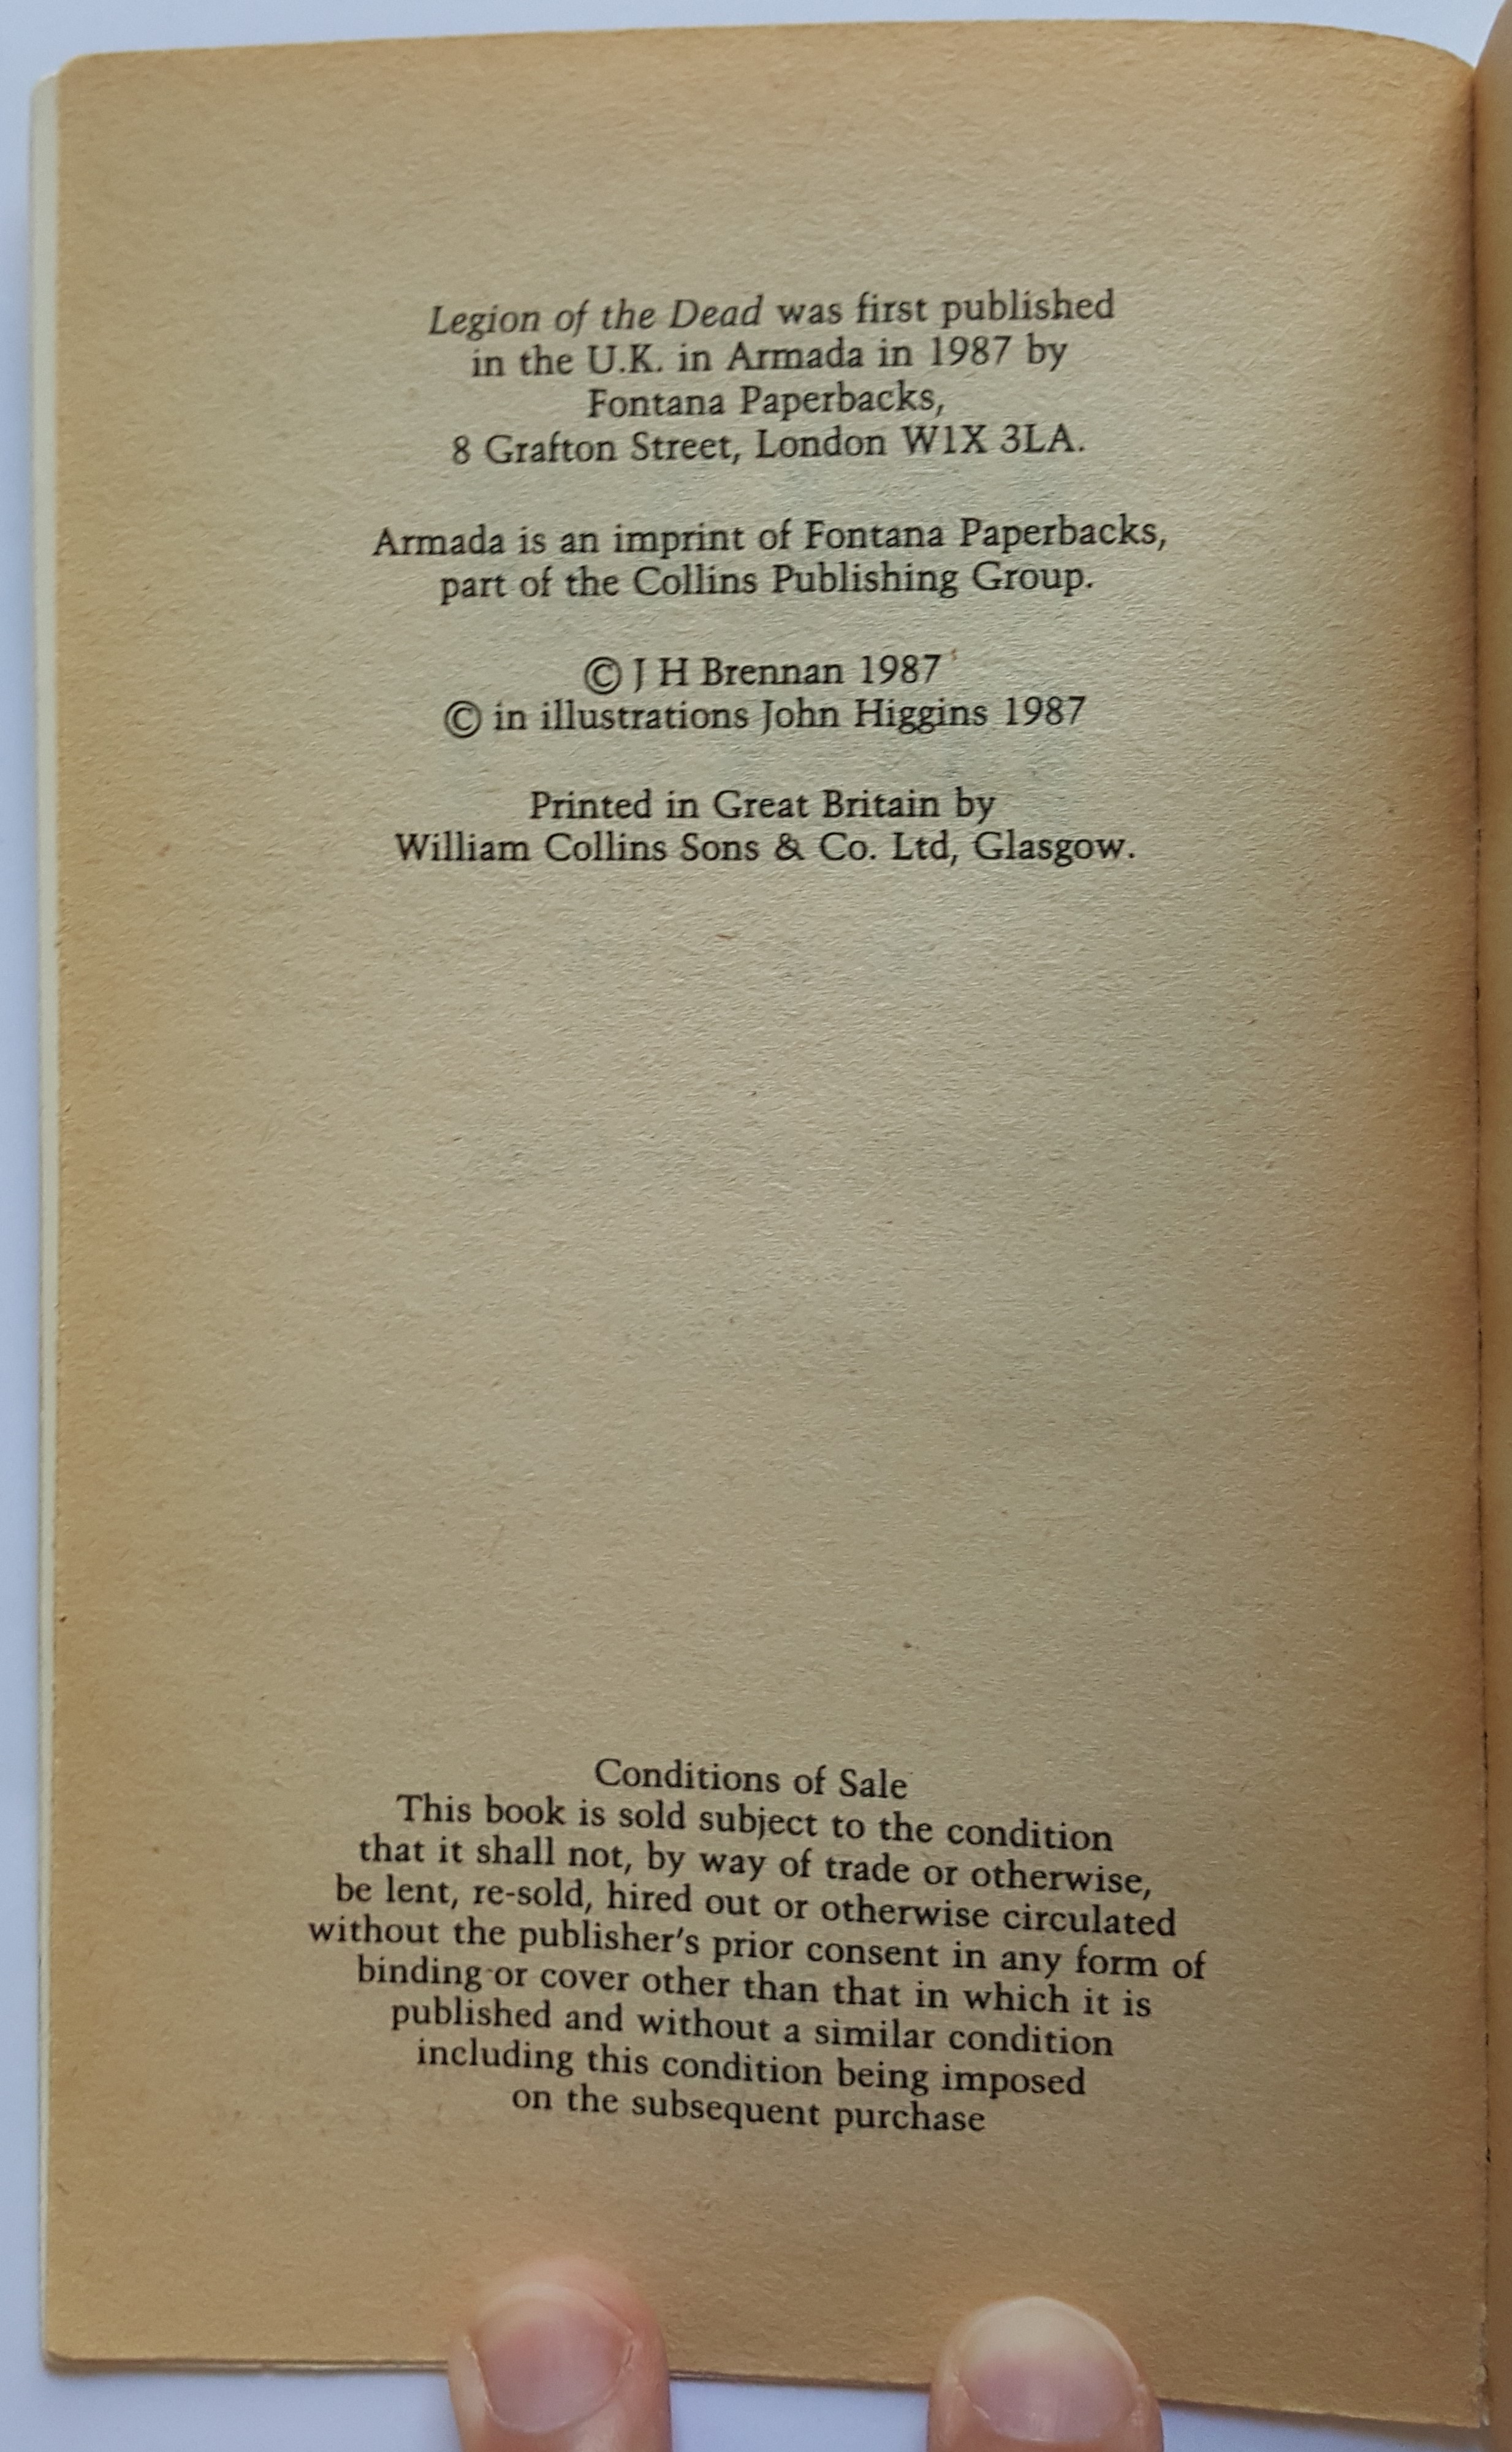 Legion of the Dead was first published
in the U.K. in Armada in 1987 by
Fontana Paperbacks,
8 Grafton Street, London W1X 3LA.
Armada is an imprint of Fontana Paperbacks,
part of the Collins Publishing Group.
© J H Brennan 1987
© in illustrations John Higgins 1987
Printed in Great Britain by
William Collins Sons & Co. Ltd, Glasgow.
Conditions of Sale
This book is sold subject to the condition
that it shall not, by way of trade or otherwise,
be lent, re-sold, hired out or otherwise circulated
without the publisher's prior consent in any form of
binding or cover other than that in which it is
published and without a similar condition
including this condition being imposed
on the subsequent purchase